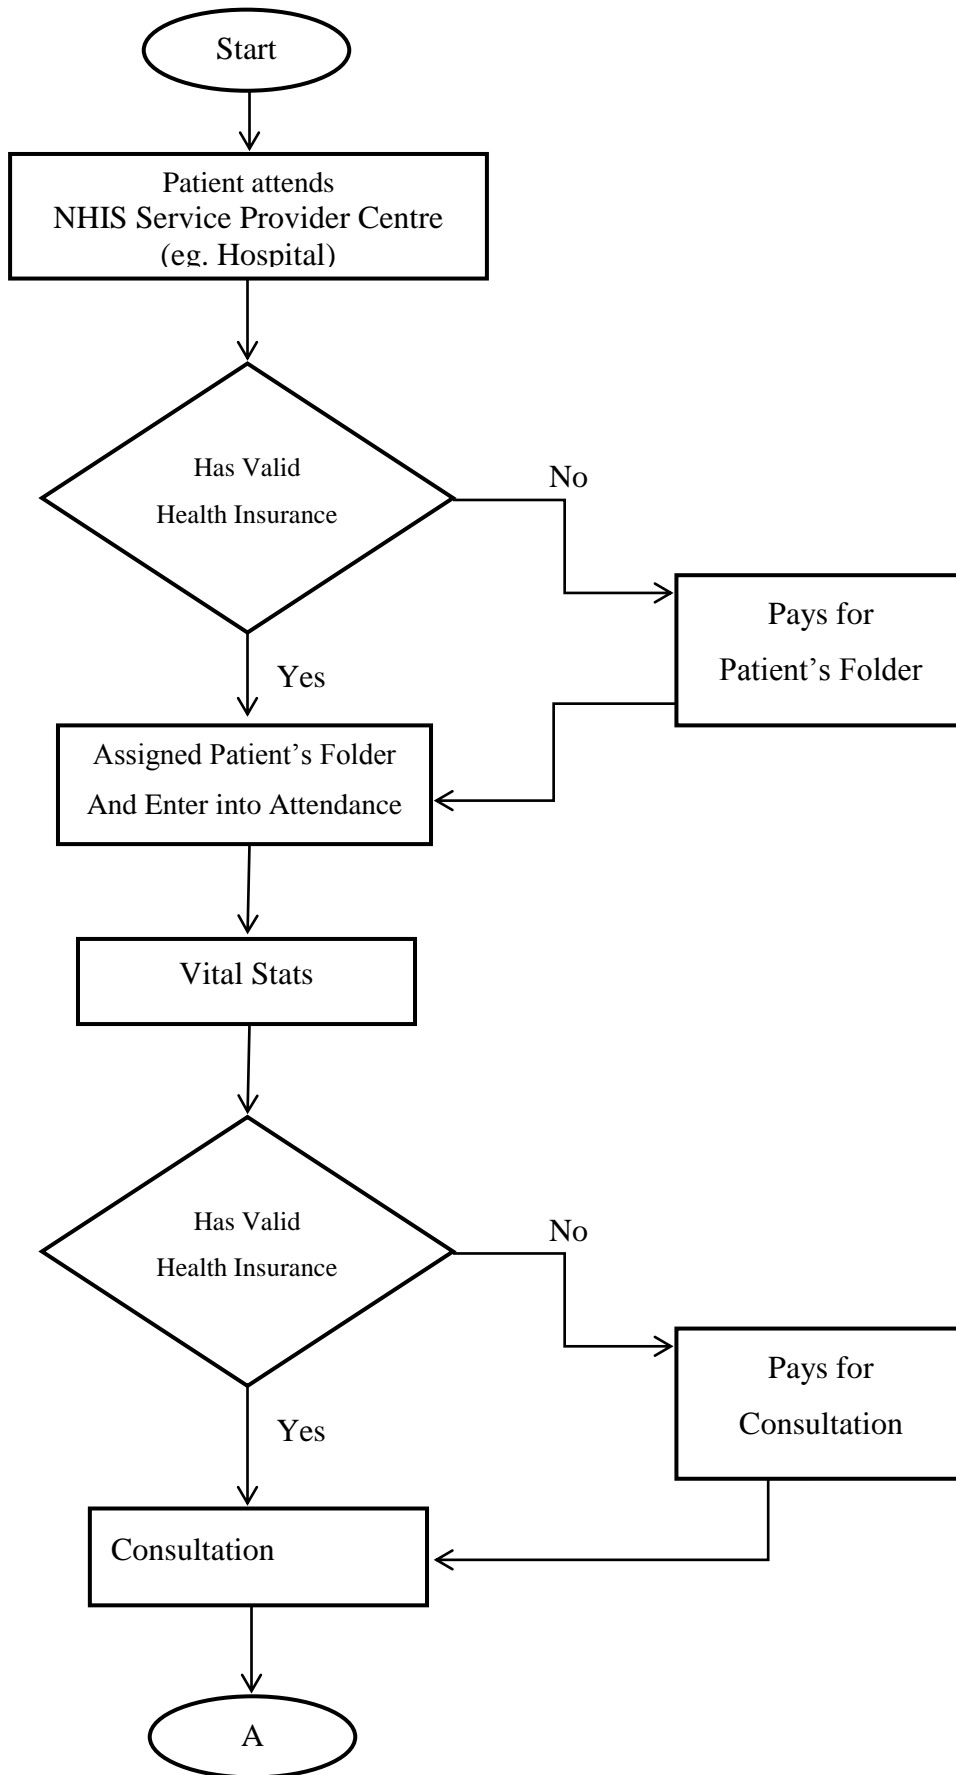 Start
Patient attends
NHIS Service Provider Centre
(eg. Hospital)
Has Valid
Health Insurance
No
Pays for
Patient’s Folder
Yes
Assigned Patient’s Folder
And Enter into Attendance
Vital Stats
Has Valid
Health Insurance
No
Pays for
Consultation
Yes
Consultation
A